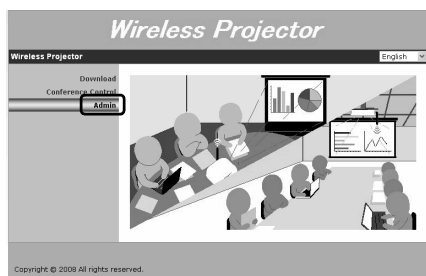 Wireless Projector
Wireless Projector
English
Download
Conference Control
Admin
Copyright © 2008 All rights reserved.